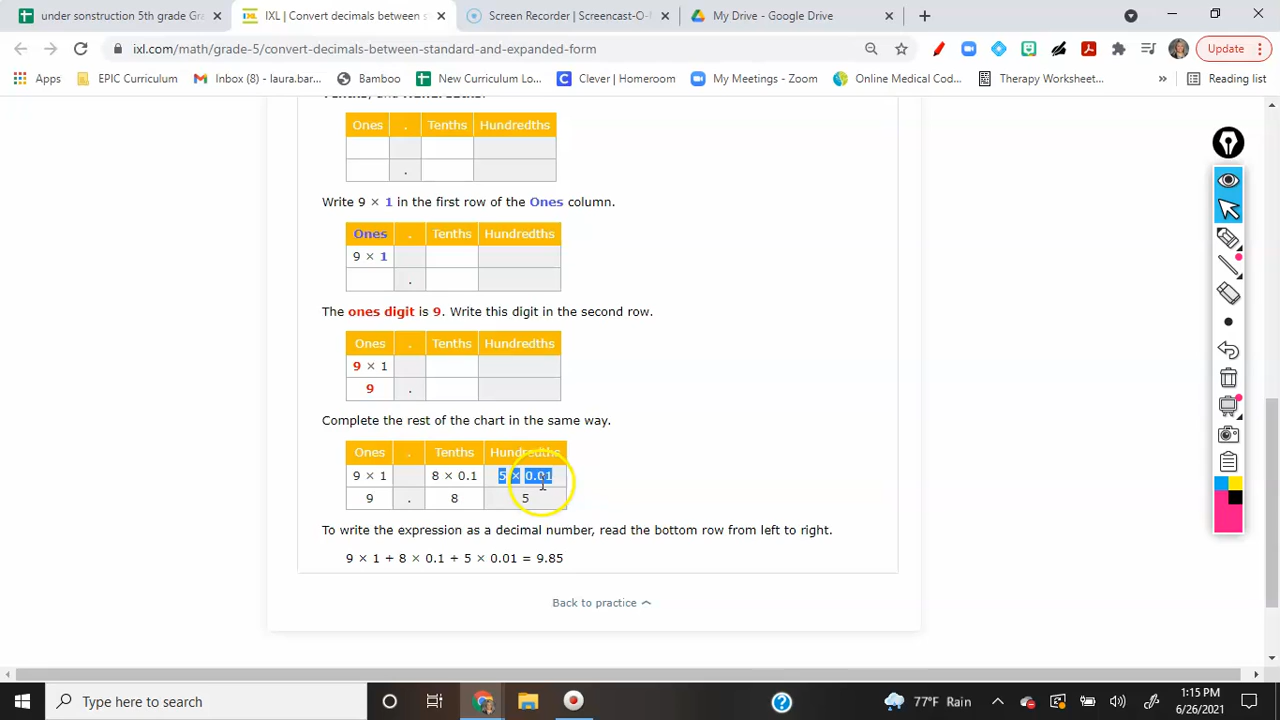 under sonstruction 5th grade Gr
IXL | Convert decimals between s
Screen Recorder | Screencast-O-
My Drive - Google Drive
ixl.com/math/grade-5/convert-decimals-between-standard-and-expanded-form
Update
Apps
EPIC Curriculum
Inbox (8) - laura.bar...
Bamboo
New Curriculum Lo...
Clever | Homeroom
My Meetings - Zoom
Online Medical Cod...
Therapy Worksheet...
»
Reading list
Ones . Tenths Hundredths
.
Write 9 × 1 in the first row of the Ones column.
Ones . Tenths Hundredths
9 × 1
.
The ones digit is 9. Write this digit in the second row.
Ones . Tenths Hundredths
9 × 1
9 .
Complete the rest of the chart in the same way.
Ones . Tenths Hundredths
9 × 1 8 × 0.1 5 × 0.01
9 . 8 5
To write the expression as a decimal number, read the bottom row from left to right.
9 × 1 + 8 × 0.1 + 5 × 0.01 = 9.85
Back to practice
Type here to search
77°F Rain
1:15 PM
6/26/2021